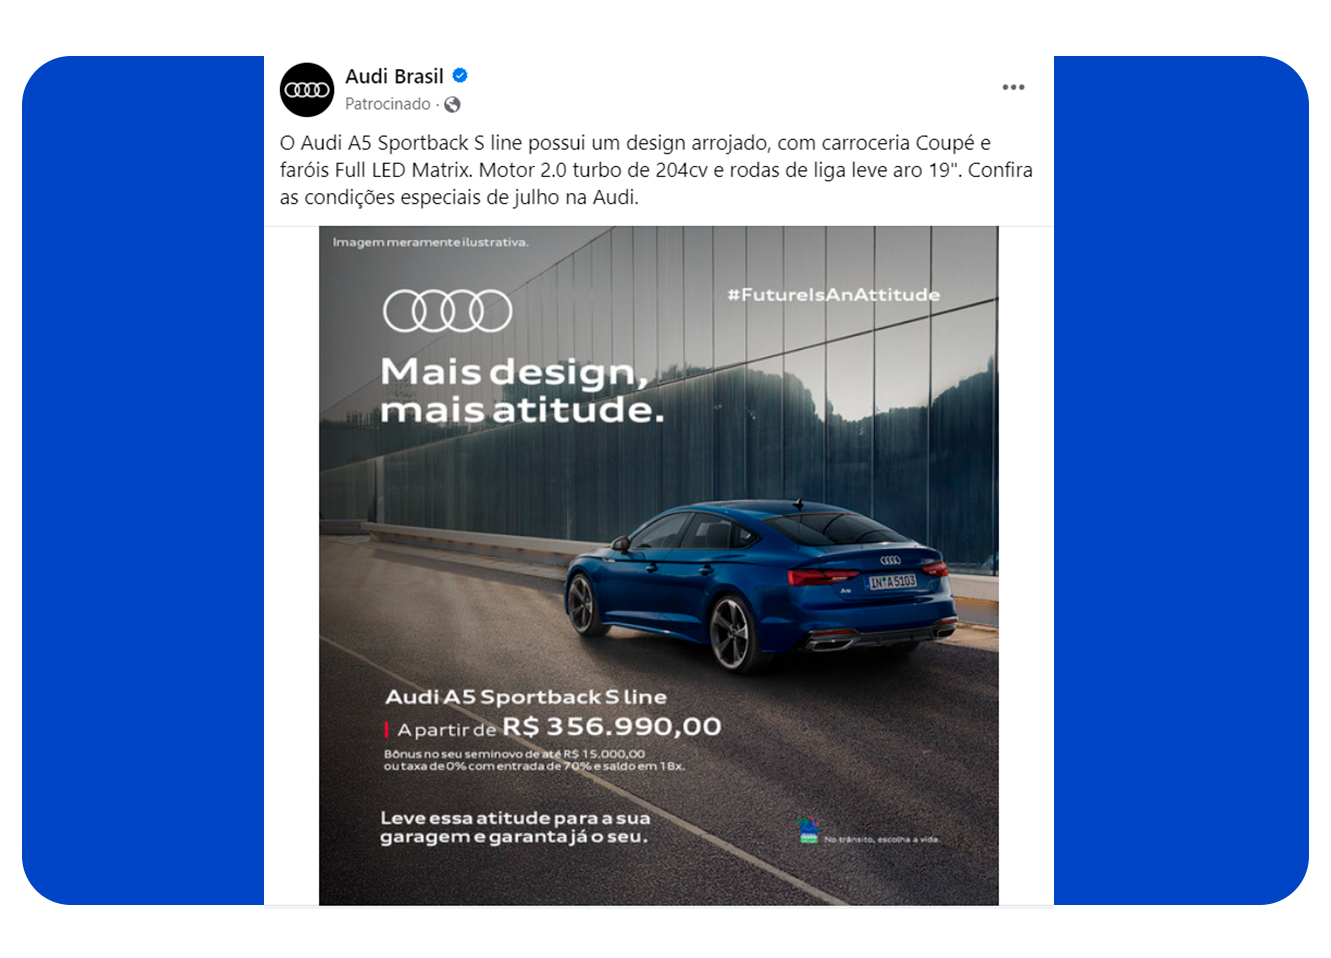 Audi Brasil
Patrocinado ·
O Audi A5 Sportback S line possui um design arrojado, com carroceria Coupé e
faróis Full LED Matrix. Motor 2.0 turbo de 204cv e rodas de liga leve aro 19". Confira
as condições especiais de julho na Audi.
Imagem meramente ilustrativa.
#FutureIsAnAttitude
Mais design,
mais atitude.
IN A 5103
A5
Audi A5 Sportback S line
A partir de R$ 356.990,00
Bônus no seu seminovo de até R$ 15.000,00
ou taxa de 0% com entrada de 70% e saldo em 18x.
Leve essa atitude para a sua
garagem e garanta já o seu.
No trânsito, escolha a vida.